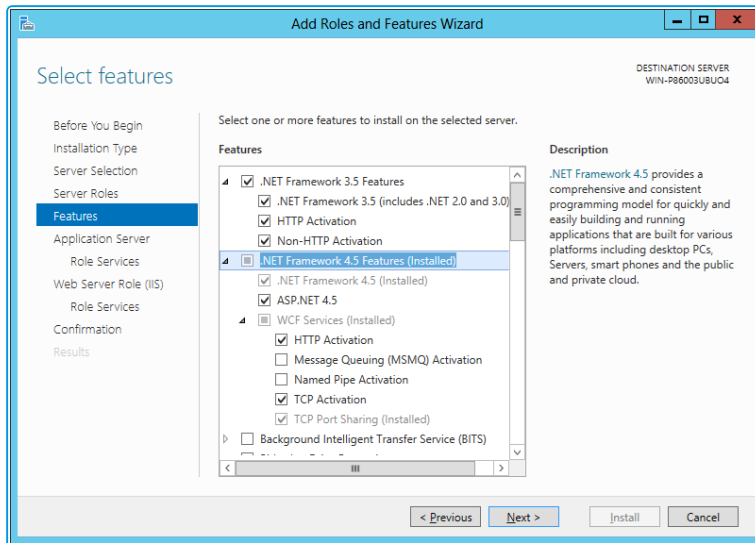 Add Roles and Features Wizard
Select features
DESTINATION SERVER
WIN-P86003UBUO4
Before You Begin
Installation Type
Server Selection
Server Roles
Features
Application Server
Role Services
Web Server Role (IIS)
Role Services
Confirmation
Results
Select one or more features to install on the selected server.
Features
.NET Framework 3.5 Features
.NET Framework 3.5 (includes .NET 2.0 and 3.0)
HTTP Activation
Non-HTTP Activation
.NET Framework 4.5 Features (Installed)
.NET Framework 4.5 (Installed)
ASP.NET 4.5
WCF Services (Installed)
HTTP Activation
Message Queuing (MSMQ) Activation
Named Pipe Activation
TCP Activation
TCP Port Sharing (Installed)
Background Intelligent Transfer Service (BITS)
Description
.NET Framework 4.5 provides a
comprehensive and consistent
programming model for quickly and
easily building and running
applications that are built for various
platforms including desktop PCs,
Servers, smart phones and the public
and private cloud.
< Previous
Next >
Install
Cancel